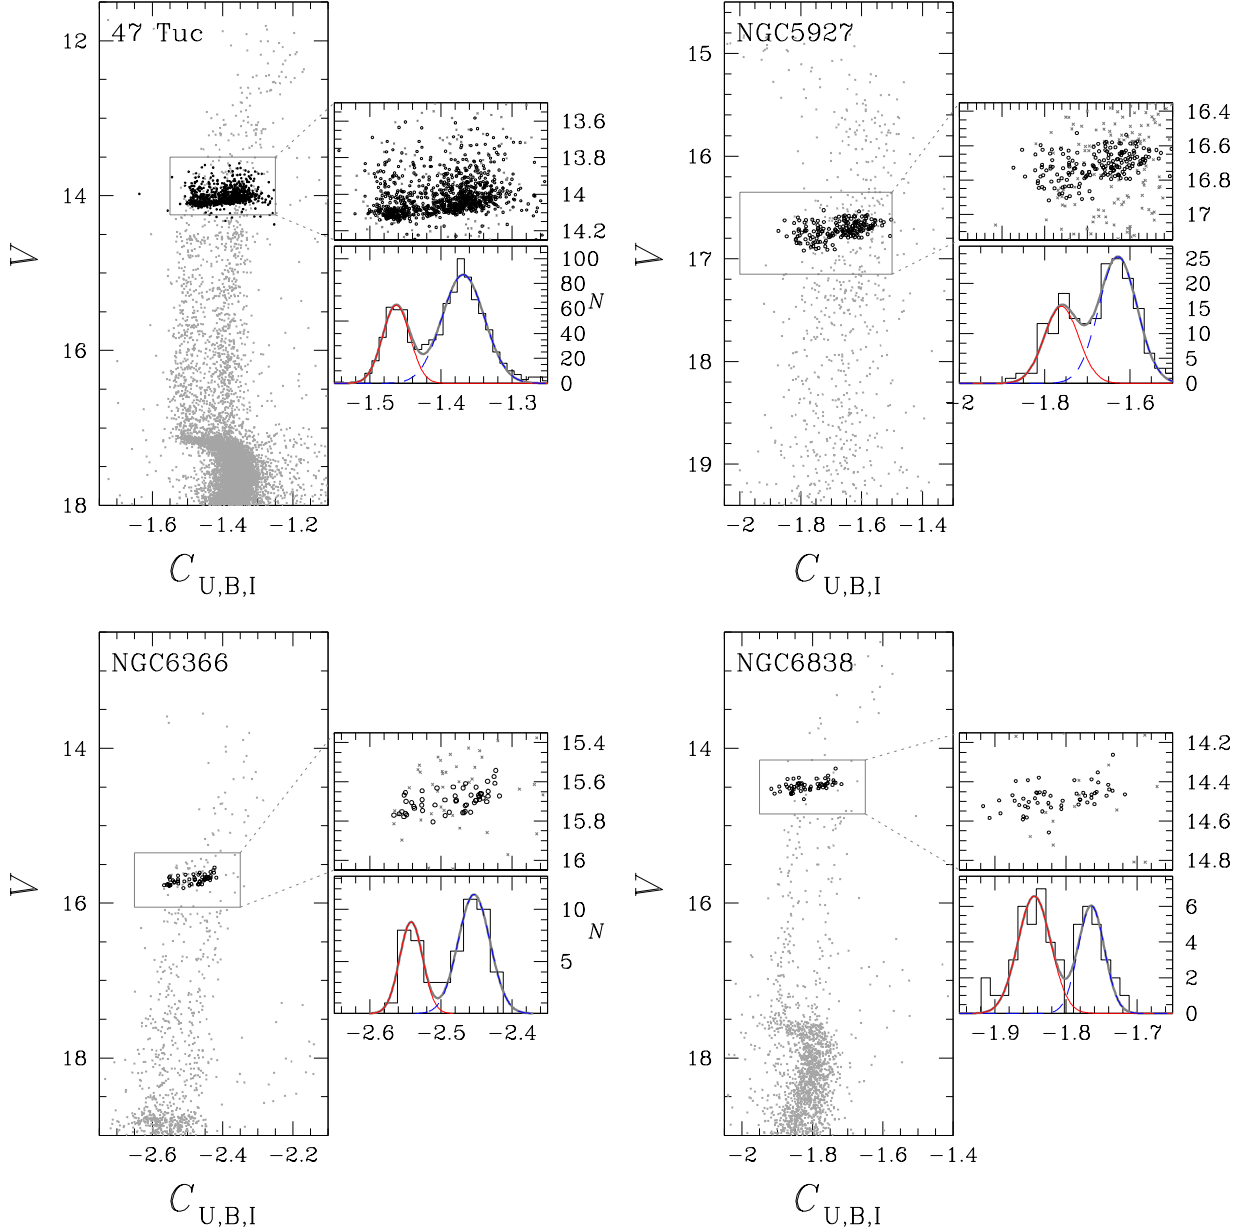 47 Tuc
12
14
16
18
V
−1.6 −1.4 −1.2
C U,B,I
13.6
13.8
14
14.2
100
80
60
40
20
0
N
−1.5 −1.4 −1.3
NGC5927
15
16
17
18
19
V
−2 −1.8 −1.6 −1.4
C U,B,I
16.4
16.6
16.8
17
25
20
15
10
5
0
−2 −1.8 −1.6
NGC6366
14
16
18
V
−2.6 −2.4 −2.2
C U,B,I
15.4
15.6
15.8
16
10
5
N
−2.6 −2.5 −2.4
NGC6838
14
16
18
V
−2 −1.8 −1.6 −1.4
C U,B,I
14.2
14.4
14.6
14.8
6
4
2
0
−1.9 −1.8 −1.7